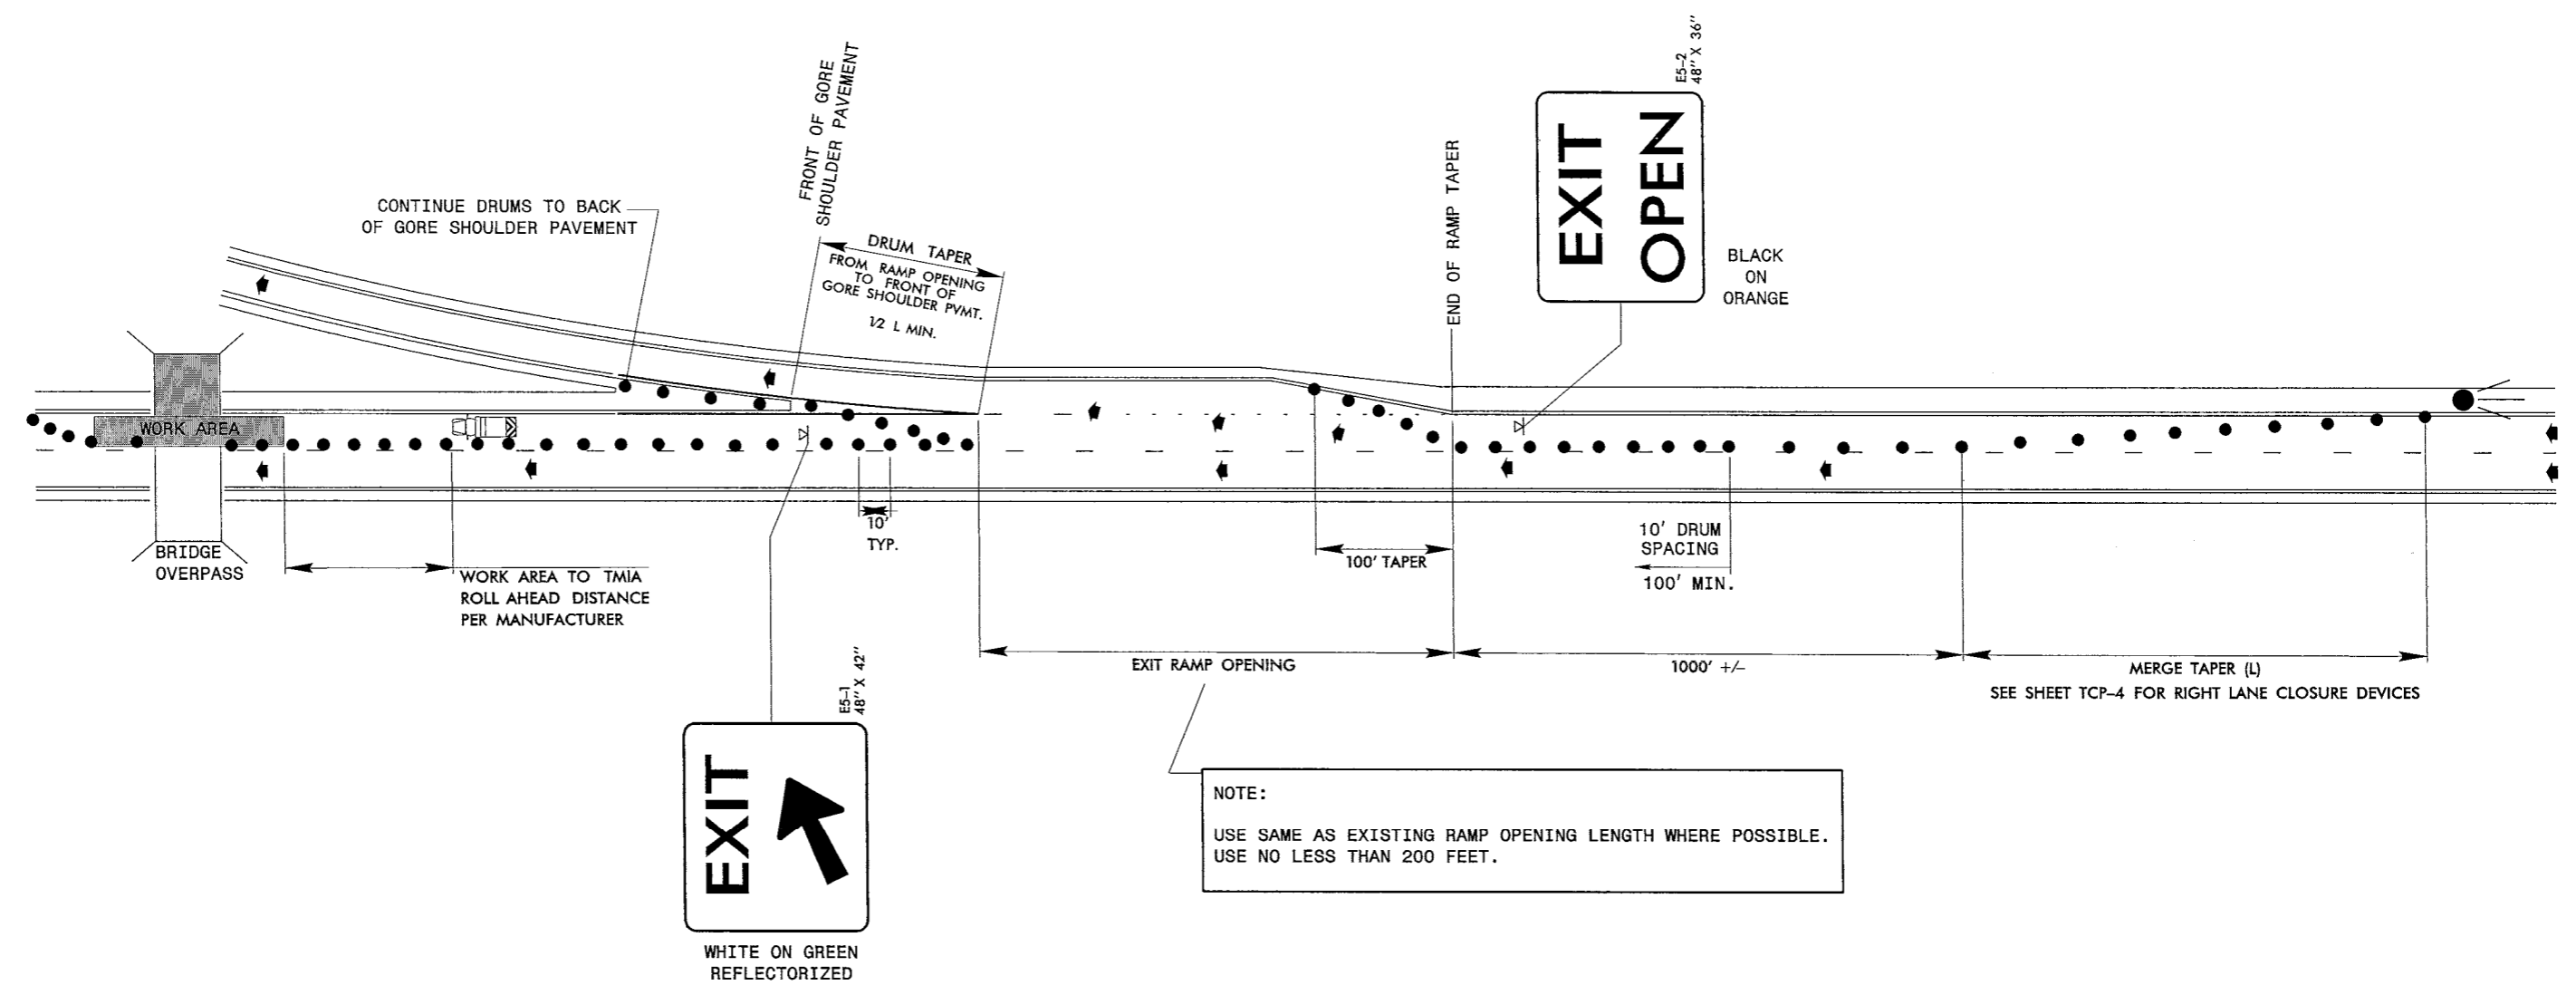 FRONT OF GORE
SHOULDER PAVEMENT
CONTINUE DRUMS TO BACK
OF GORE SHOULDER PAVEMENT
DRUM TAPER
FROM RAMP OPENING
TO FRONT OF
GORE SHOULDER PVMT.
1/2 L MIN.
END OF RAMP TAPER
E5-2
48" X 36"
EXIT
OPEN
BLACK
ON
ORANGE
WORK AREA
BRIDGE
OVERPASS
WORK AREA TO TMIA
ROLL AHEAD DISTANCE
PER MANUFACTURER
10'
TYP.
100' TAPER
10' DRUM
SPACING
100' MIN.
EXIT RAMP OPENING
1000' +/-
MERGE TAPER (L)
SEE SHEET TCP-4 FOR RIGHT LANE CLOSURE DEVICES
E5-1
48" X 42"
EXIT
WHITE ON GREEN
REFLECTORIZED
NOTE:
USE SAME AS EXISTING RAMP OPENING LENGTH WHERE POSSIBLE.
USE NO LESS THAN 200 FEET.